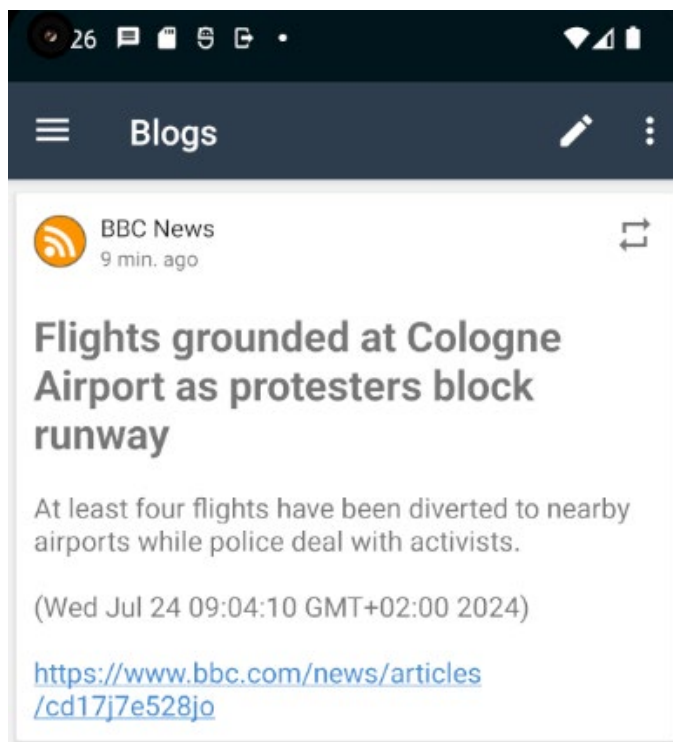 26
Blogs
BBC News
9 min. ago
Flights grounded at Cologne
Airport as protesters block
runway
At least four flights have been diverted to nearby
airports while police deal with activists.
(Wed Jul 24 09:04:10 GMT+02:00 2024)
https://www.bbc.com/news/articles
/cd17j7e528jo